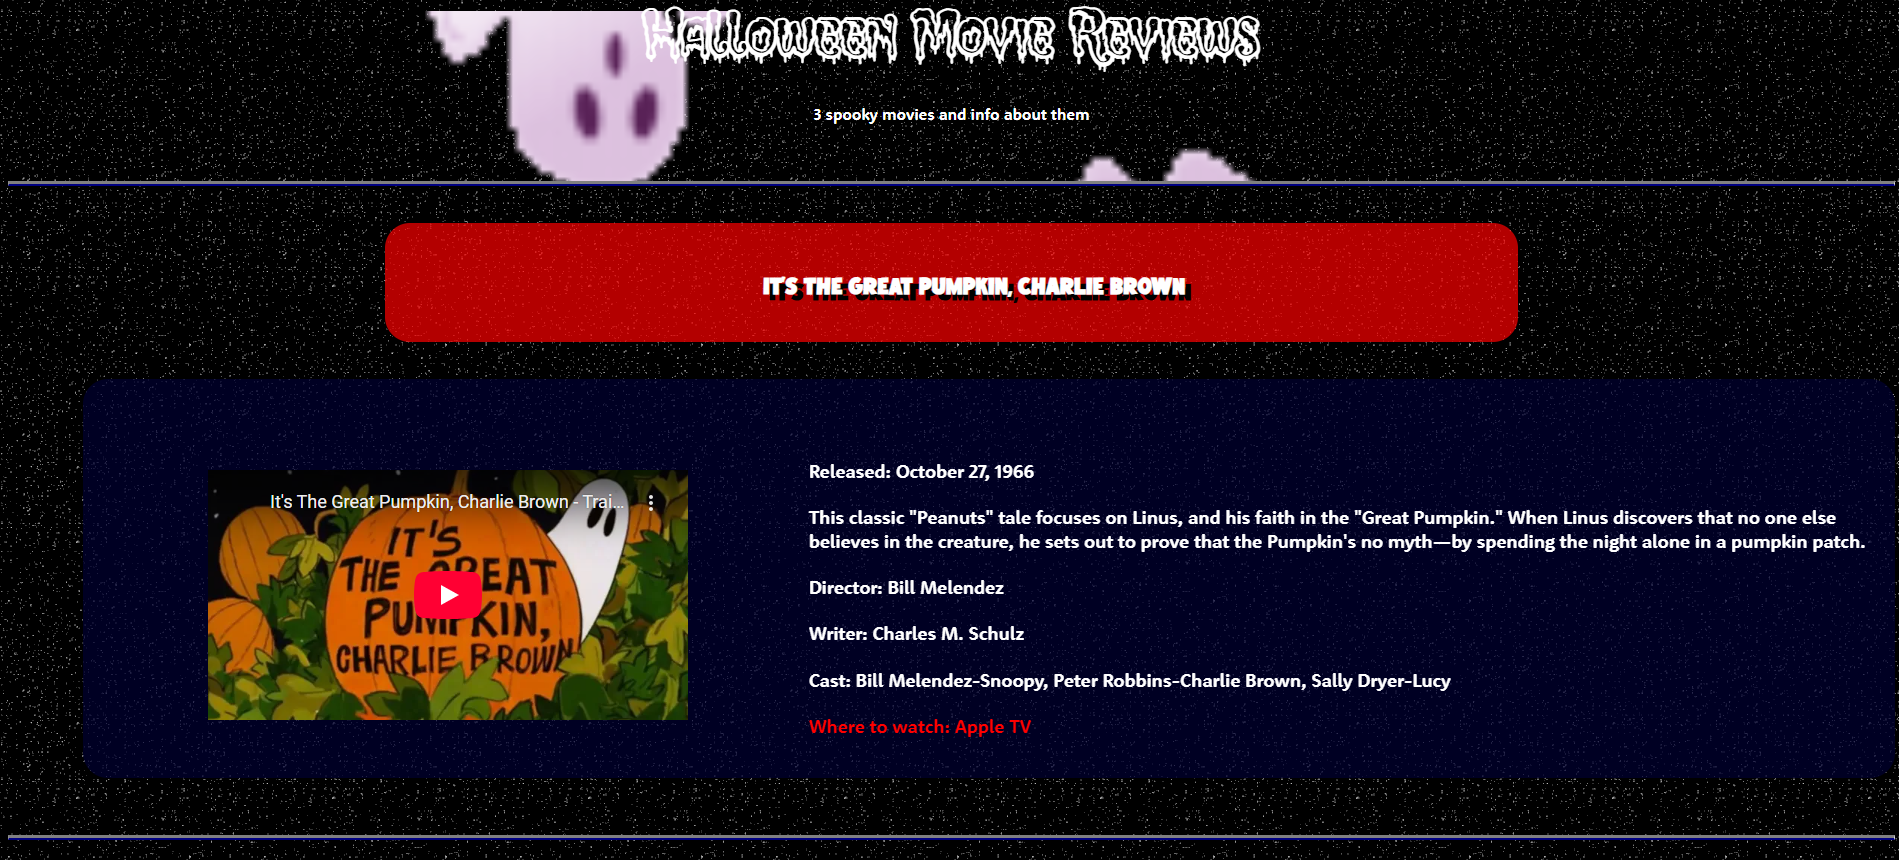 Halloween Movie Reviews
3 spooky movies and info about them
IT'S THE GREAT PUMPKIN, CHARLIE BROWN
It's The Great Pumpkin, Charlie Brown - Trai...
IT'S
THE GREAT
PUMPKIN,
CHARLIE BROWN
Released: October 27, 1966
This classic "Peanuts" tale focuses on Linus, and his faith in the "Great Pumpkin." When Linus discovers that no one else
believes in the creature, he sets out to prove that the Pumpkin's no myth—by spending the night alone in a pumpkin patch.
Director: Bill Melendez
Writer: Charles M. Schulz
Cast: Bill Melendez-Snoopy, Peter Robbins-Charlie Brown, Sally Dryer-Lucy
Where to watch: Apple TV